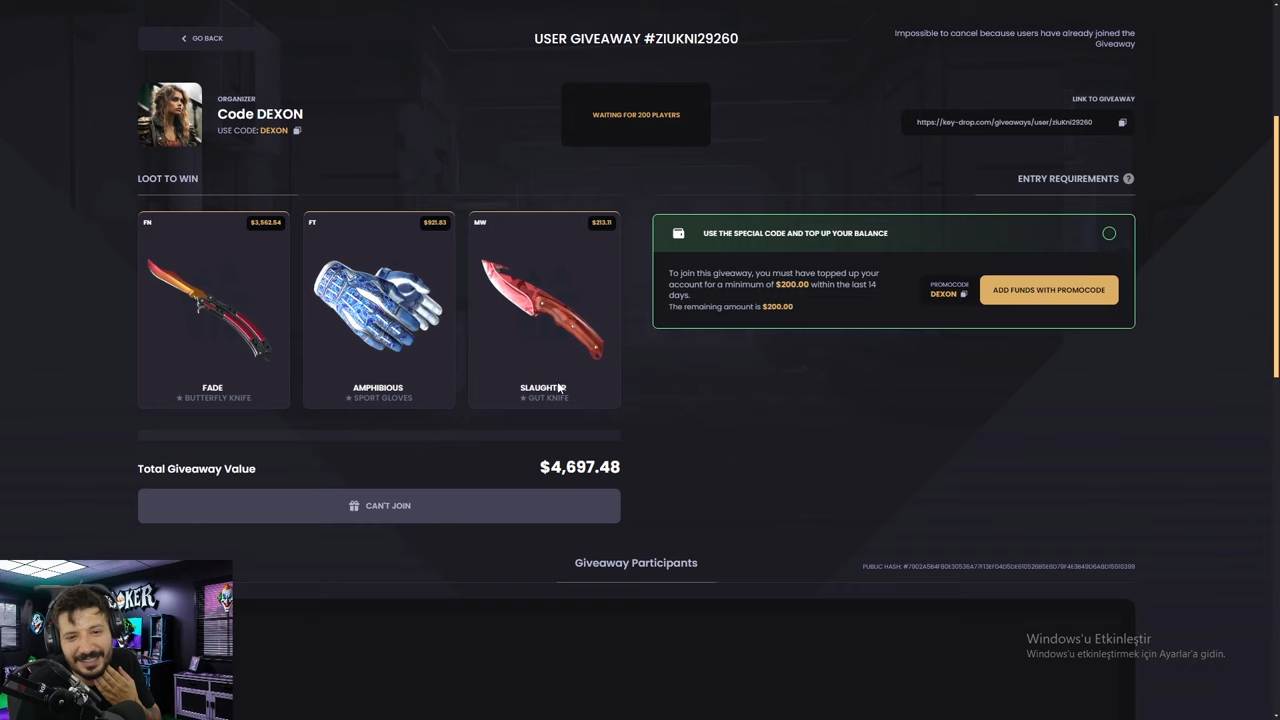 GO BACK
USER GIVEAWAY #ZIUKNI29260
Impossible to cancel because users have already joined the
Giveaway
ORGANIZER
Code DEXON
USE CODE: DEXON
WAITING FOR 200 PLAYERS
LINK TO GIVEAWAY
https://key-drop.com/giveaways/user/ziuKni29260
LOOT TO WIN
ENTRY REQUIREMENTS ?
FN
$3,562.54
FT
$921.83
MW
$213.11
FADE
★ BUTTERFLY KNIFE
AMPHIBIOUS
★ SPORT GLOVES
SLAUGHTER
★ GUT KNIFE
USE THE SPECIAL CODE AND TOP UP YOUR BALANCE
To join this giveaway, you must have topped up your
account for a minimum of $200.00 within the last 14
days.
The remaining amount is $200.00
PROMOCODE
DEXON
ADD FUNDS WITH PROMOCODE
Total Giveaway Value
$4,697.48
CAN'T JOIN
Giveaway Participants
PUBLIC HASH:
OKER
Windows'u Etkinleştir
Windows'u etkinleştirmek için Ayarlar'a gidin.